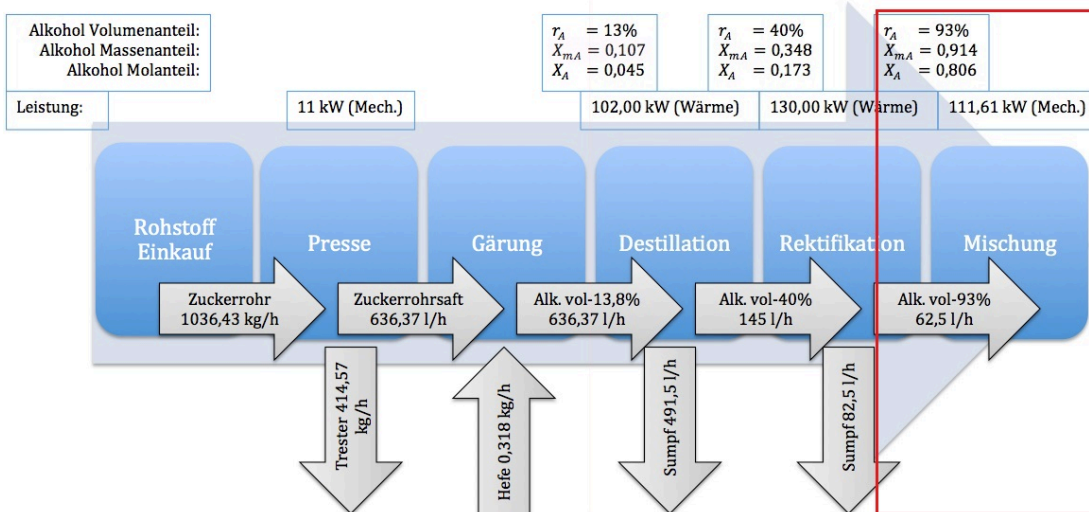 Alkohol Volumenanteil:
Alkohol Massenanteil:
Alkohol Molanteil:
r_A = 13%
X_mA = 0,107
X_A = 0,045
r_A = 40%
X_mA = 0,348
X_A = 0,173
r_A = 93%
X_mA = 0,914
X_A = 0,806
Leistung:
11 kW (Mech.)
102,00 kW (Wärme)
130,00 kW (Wärme)
111,61 kW (Mech.)
Rohstoff
Einkauf
Presse
Gärung
Destillation
Rektifikation
Mischung
Zuckerrohr
1036,43 kg/h
Zuckerrohrsaft
636,37 l/h
Alk. vol-13,8%
636,37 l/h
Alk. vol-40%
145 l/h
Alk. vol-93%
62,5 l/h
Trester 414,57
kg/h
Hefe 0,318 kg/h
Sumpf 491,5 l/h
Sumpf 82,5 l/h